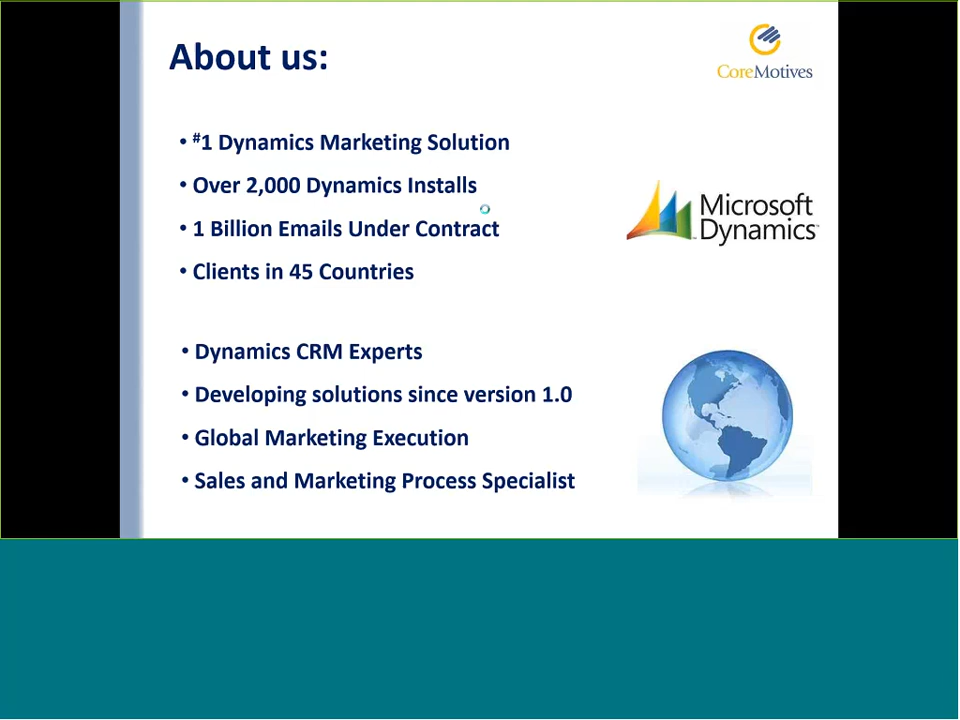 About us:
CoreMotives
• #1 Dynamics Marketing Solution
• Over 2,000 Dynamics Installs
• 1 Billion Emails Under Contract
• Clients in 45 Countries
Microsoft
Dynamics
• Dynamics CRM Experts
• Developing solutions since version 1.0
• Global Marketing Execution
• Sales and Marketing Process Specialist